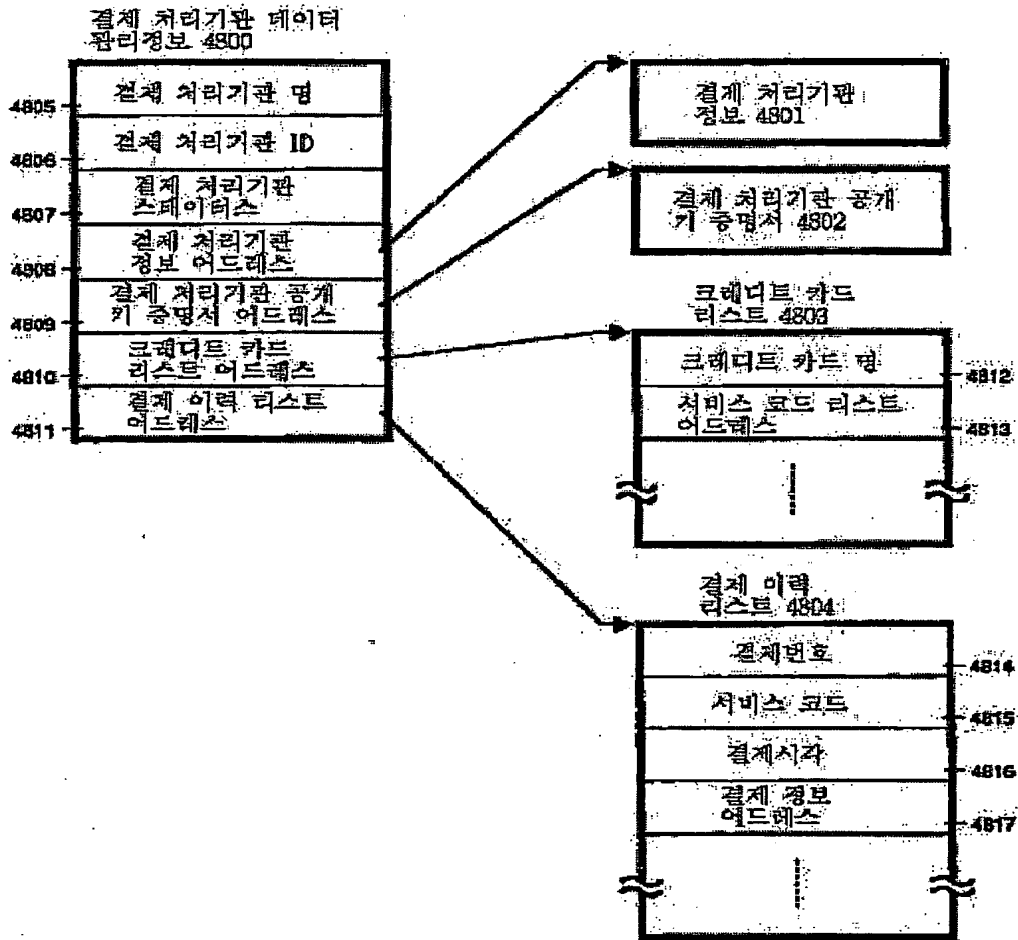 결제 처리기관 데이터
관리정보 4800
4805
결제 처리기관 명
4806
결제 처리기관 ID
4807
결제 처리기관
스테이터스
4808
결제 처리기관
정보 어드레스
4809
결제 처리기관 공개
키 증명서 어드레스
4810
크레디트 카드
리스트 어드레스
4811
결제 이력 리스트
어드레스
결제 처리기관
정보 4801
결제 처리기관 공개
키 증명서 4802
크레디트 카드
리스트 4803
크레디트 카드 명
4812
서비스 코드 리스트
어드레스
4813
결제 이력
리스트 4804
결제번호
4814
서비스 코드
4815
결제시각
4816
결제 정보
어드레스
4817